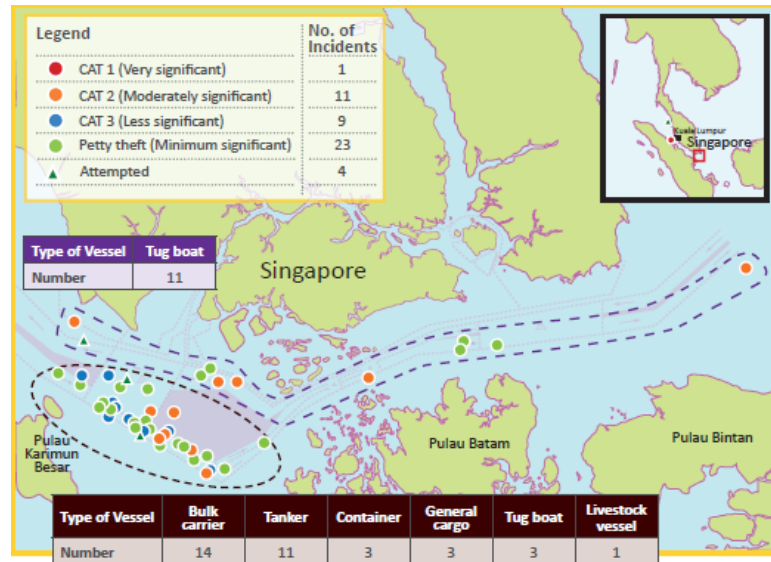 Legend No. of Incidents
CAT 1 (Very significant) 1
CAT 2 (Moderately significant) 11
CAT 3 (Less significant) 9
Petty theft (Minimum significant) 23
Attempted 4
Kuala Lumpur
Singapore
Type of Vessel Tug boat
Number 11
Singapore
Pulau Karimun Besar
Pulau Batam
Pulau Bintan
Type of Vessel Bulk carrier Tanker Container General cargo Tug boat Livestock vessel
Number 14 11 3 3 3 1